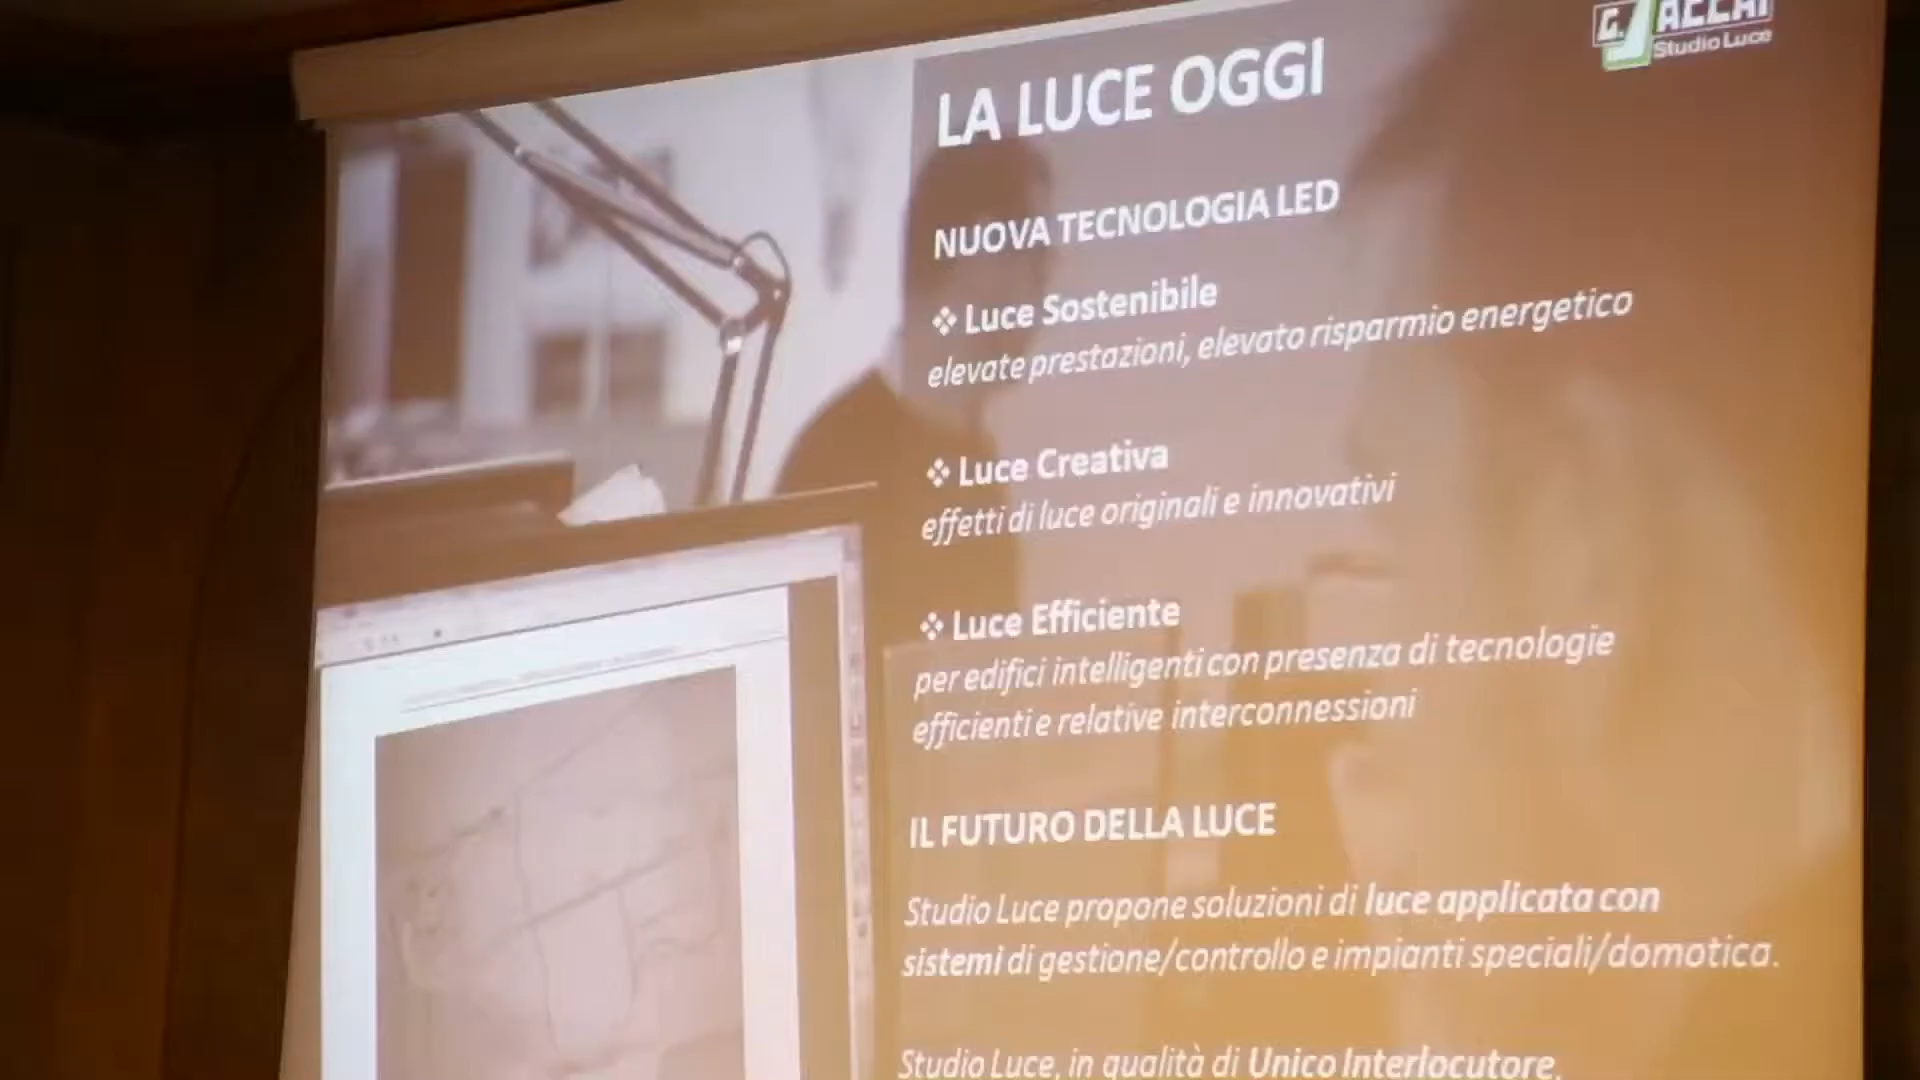 Studio Luce
LA LUCE OGGI
NUOVA TECNOLOGIA LED
❖ Luce Sostenibile
elevate prestazioni, elevato risparmio energetico
❖ Luce Creativa
effetti di luce originali e innovativi
❖ Luce Efficiente
per edifici intelligenti con presenza di tecnologie
efficienti e relative interconnessioni
IL FUTURO DELLA LUCE
Studio Luce propone soluzioni di luce applicata con
sistemi di gestione/controllo e impianti speciali/domotica.
Studio Luce, in qualità di Unico Interlocutore,